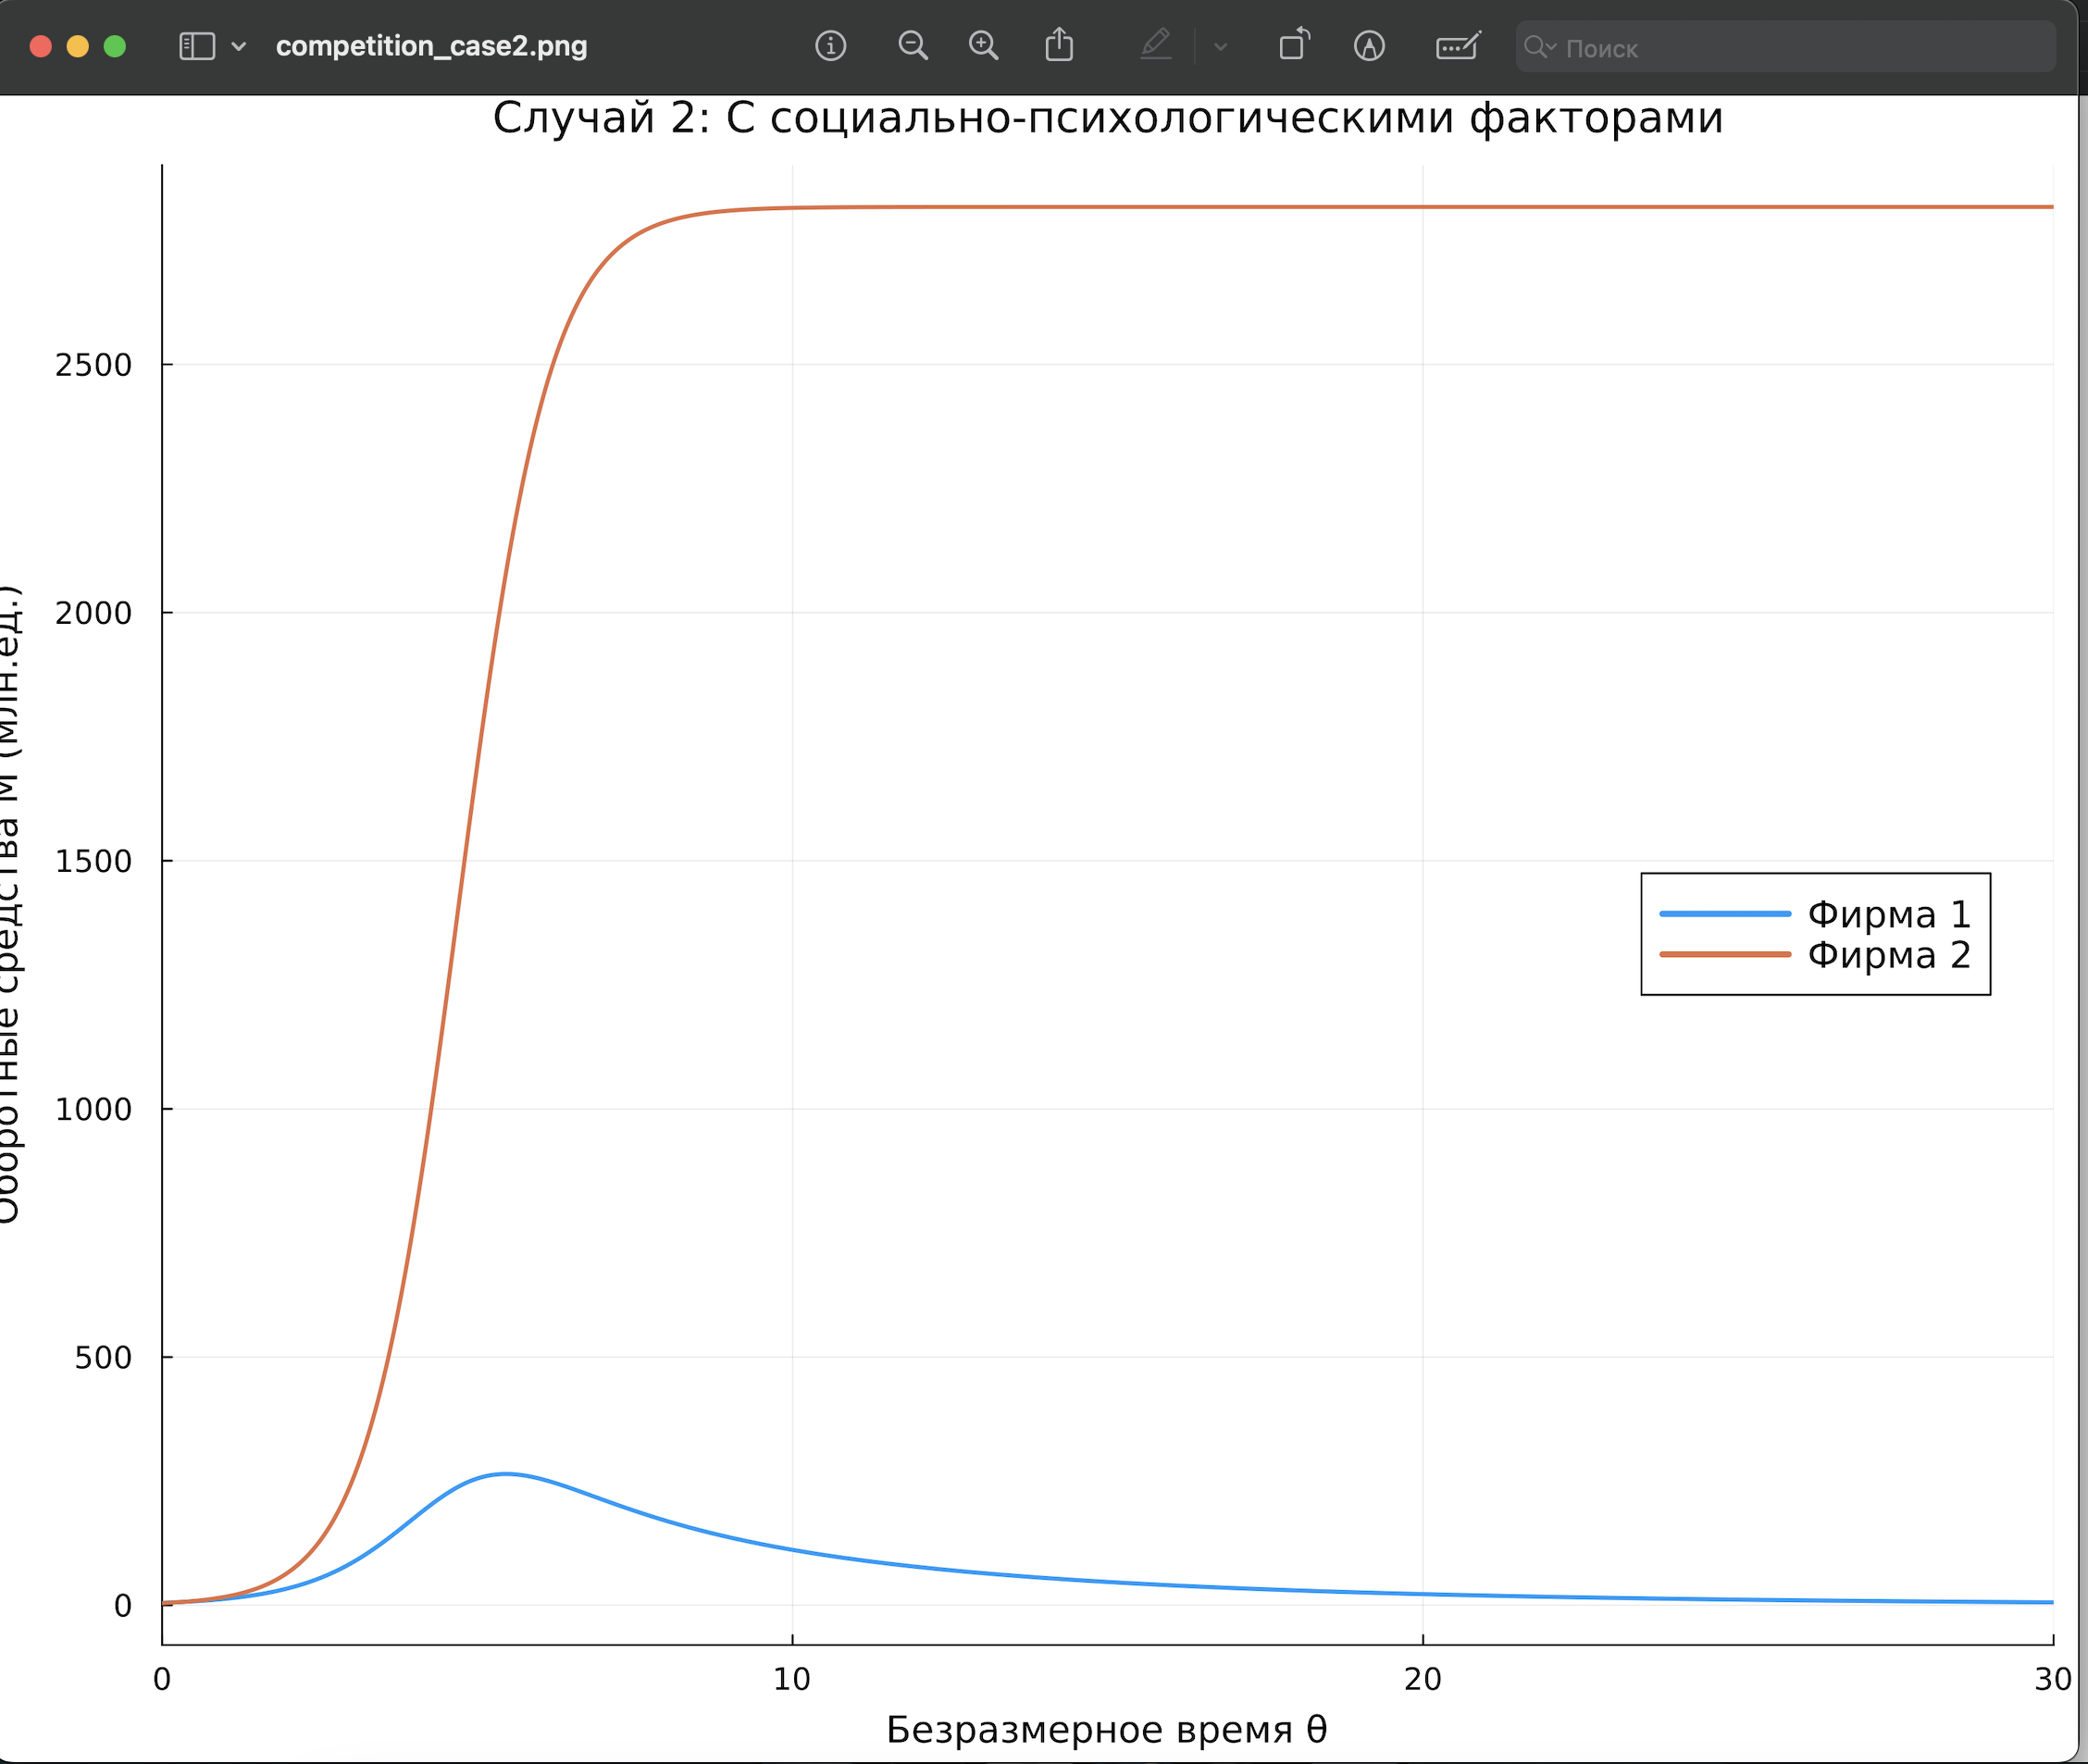 competition_case2.png
Поиск
Случай 2: С социально-психологическими факторами
Оборотные средства M (млн.ед.)
2500
2000
1500
1000
500
0
Фирма 1
Фирма 2
0 10 20 30
Безразмерное время θ